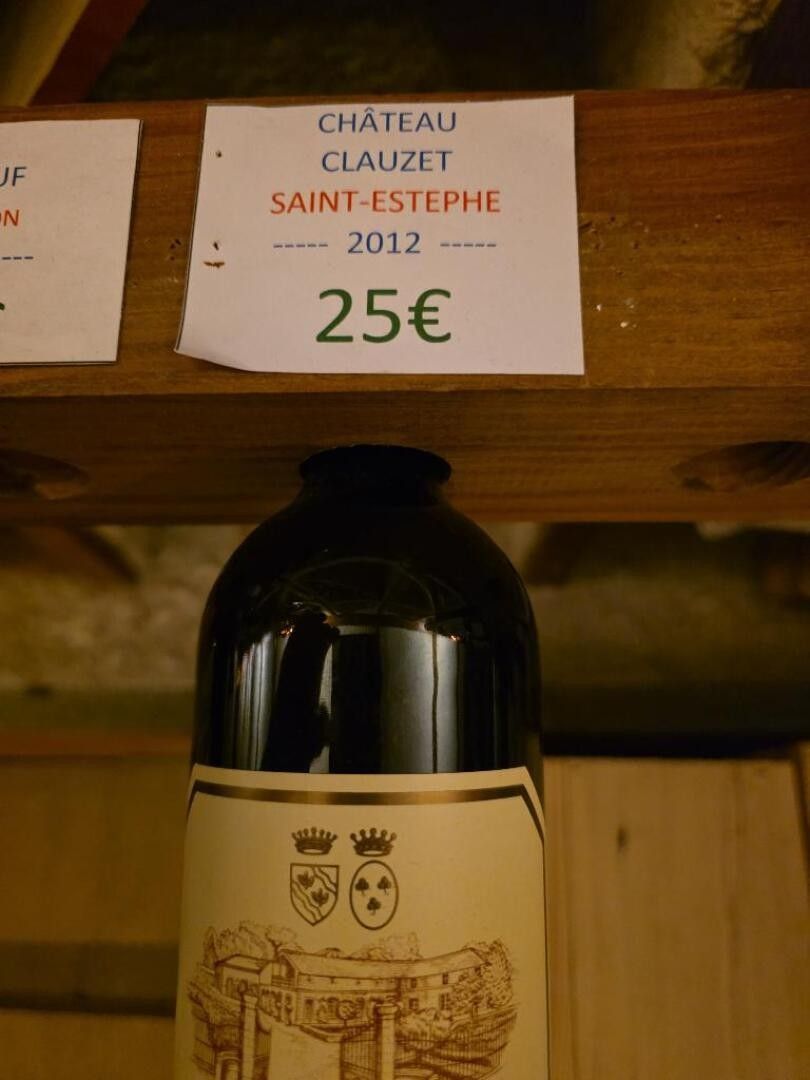 CHÂTEAU
CLAUZET
SAINT-ESTEPHE
----- 2012 -----
25€